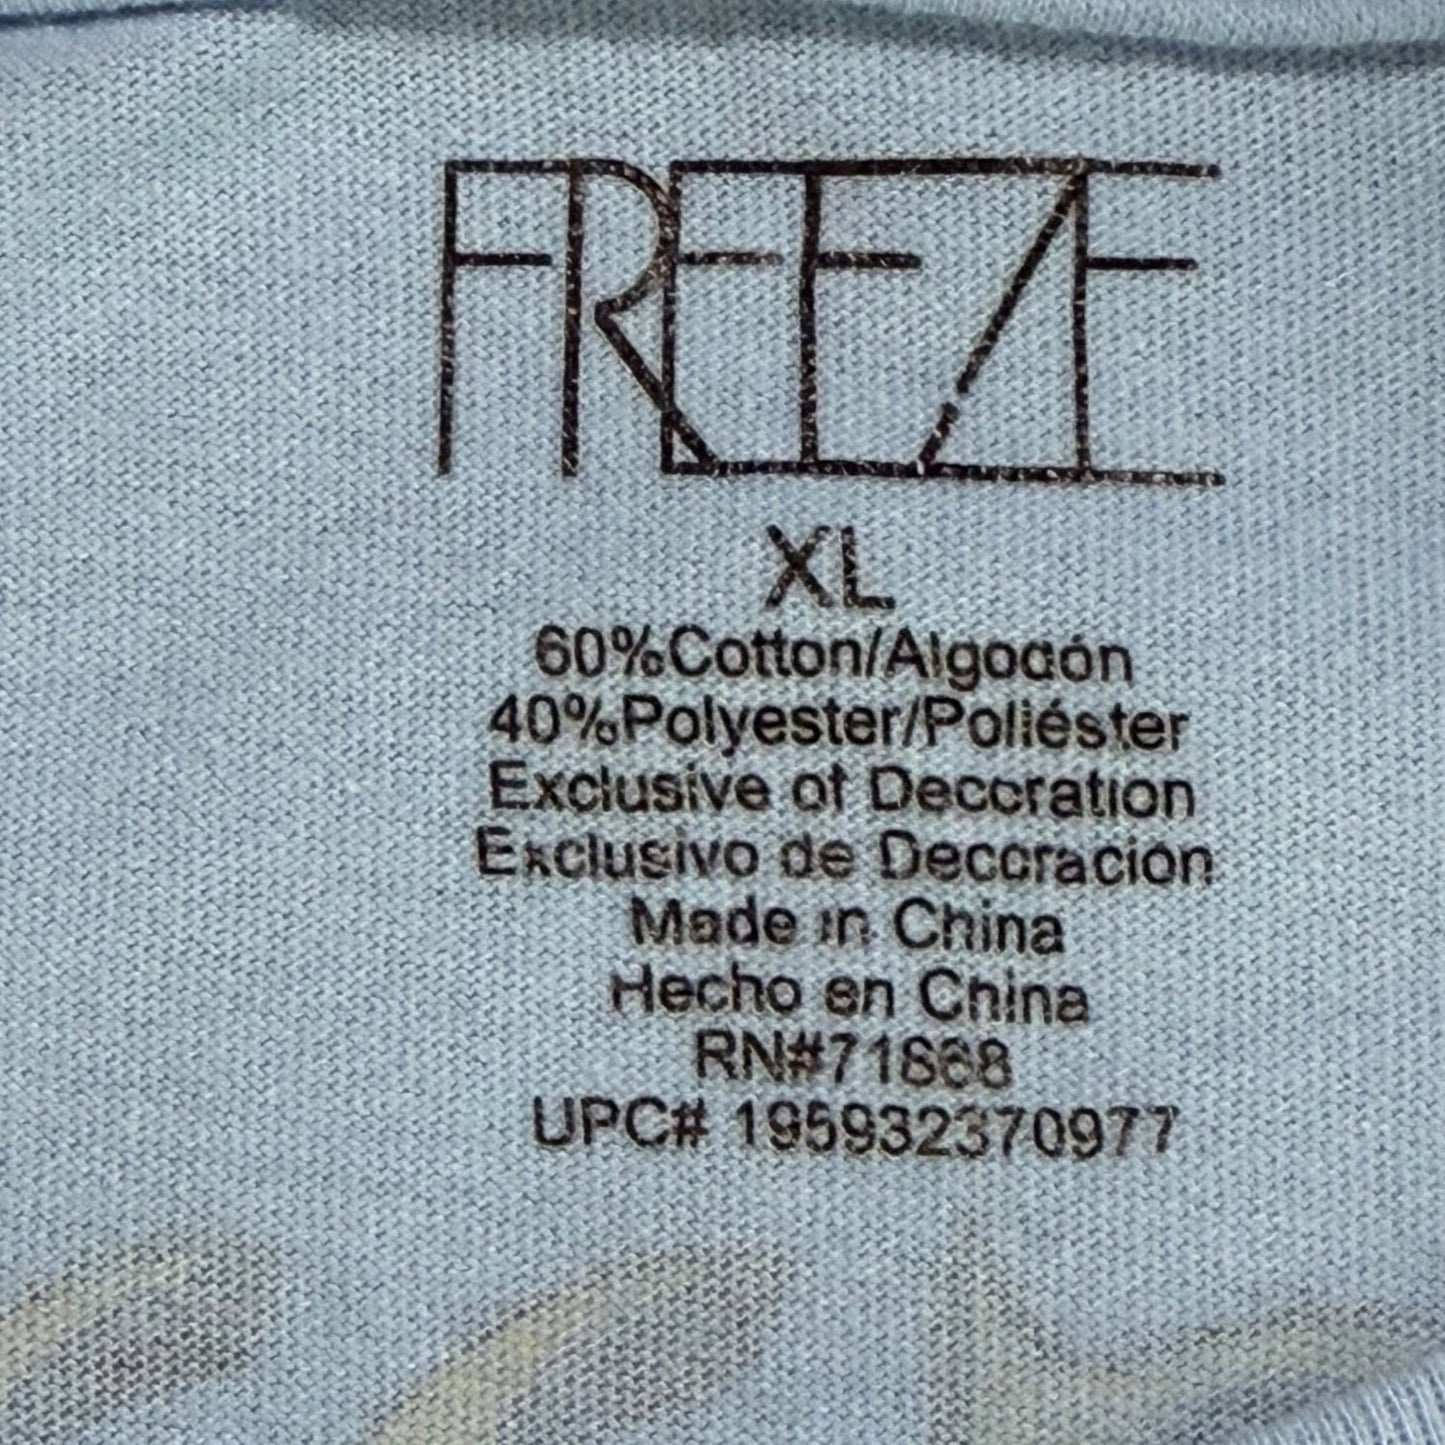 FREEZE
XL
60%Cotton/Algodón
40%Polyester/Poliéster
Exclusive of Decoration
Exclusivo de Decoración
Made in China
Hecho en China
RN#71868
UPC# 195932370977